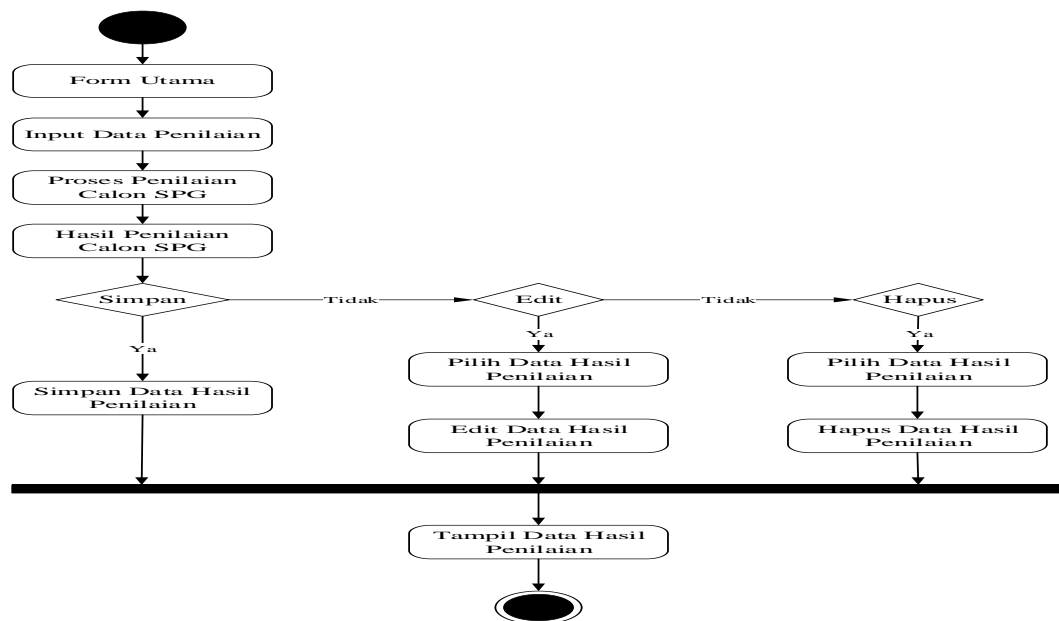 Form Utama
Input Data Penilaian
Proses Penilaian
Calon SPG
Hasil Penilaian
Calon SPG
Simpan
Tidak
Edit
Tidak
Hapus
Ya
Ya
Ya
Simpan Data Hasil
Penilaian
Pilih Data Hasil
Penilaian
Pilih Data Hasil
Penilaian
Edit Data Hasil
Penilaian
Hapus Data Hasil
Penilaian
Tampil Data Hasil
Penilaian